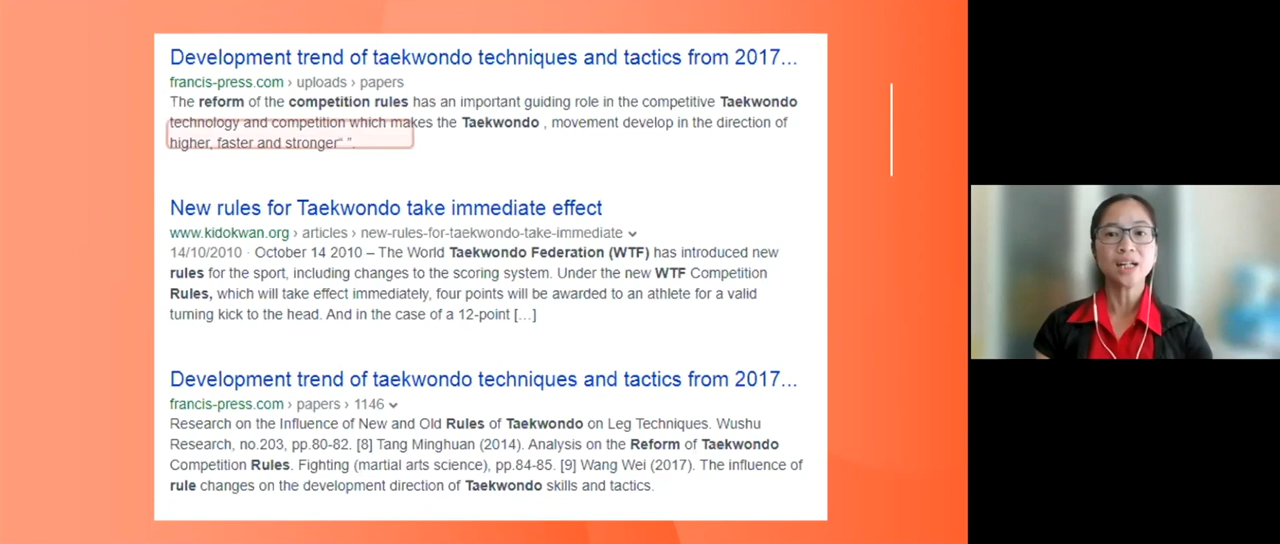 Development trend of taekwondo techniques and tactics from 2017...
francis-press.com › uploads › papers
The reform of the competition rules has an important guiding role in the competitive Taekwondo
technology and competition which makes the Taekwondo , movement develop in the direction of
higher, faster and stronger" ".
New rules for Taekwondo take immediate effect
www.kidokwan.org › articles › new-rules-for-taekwondo-take-immediate
14/10/2010 · October 14 2010 – The World Taekwondo Federation (WTF) has introduced new
rules for the sport, including changes to the scoring system. Under the new WTF Competition
Rules, which will take effect immediately, four points will be awarded to an athlete for a valid
turning kick to the head. And in the case of a 12-point […]
Development trend of taekwondo techniques and tactics from 2017...
francis-press.com › papers › 1146
Research on the Influence of New and Old Rules of Taekwondo on Leg Techniques. Wushu
Research, no.203, pp.80-82. [8] Tang Minghuan (2014). Analysis on the Reform of Taekwondo
Competition Rules. Fighting (martial arts science), pp.84-85. [9] Wang Wei (2017). The influence of
rule changes on the development direction of Taekwondo skills and tactics.